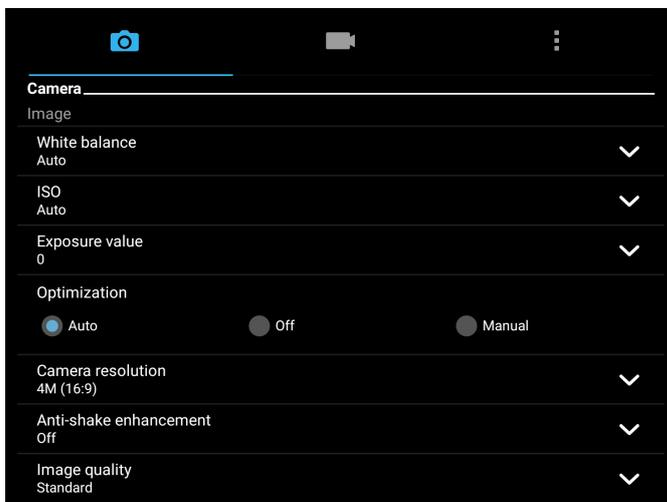 Camera
Image
White balance
Auto
ISO
Auto
Exposure value
0
Optimization
Auto Off Manual
Camera resolution
4M (16:9)
Anti-shake enhancement
Off
Image quality
Standard